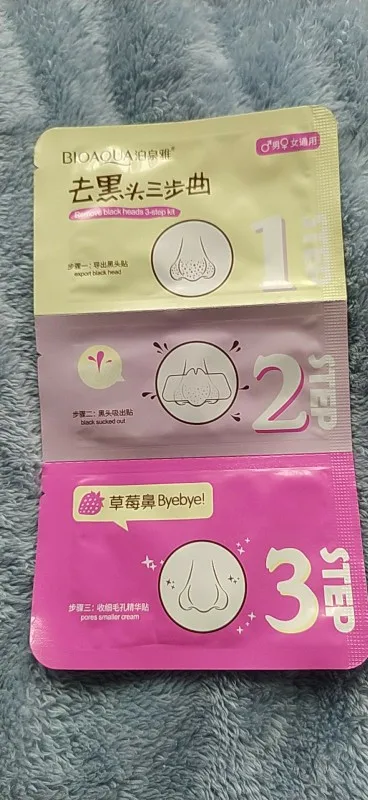 BIOAQUA泊泉雅®
♂男♀女通用
去黑头三步曲
Remove black heads 3-step kit
1
STEP
步骤一:导出黑头贴
export black head
2
STEP
步骤二:黑头吸出贴
black sucked out
草莓鼻Byebye!
3
STEP
步骤三:收细毛孔精华贴
pores smaller cream